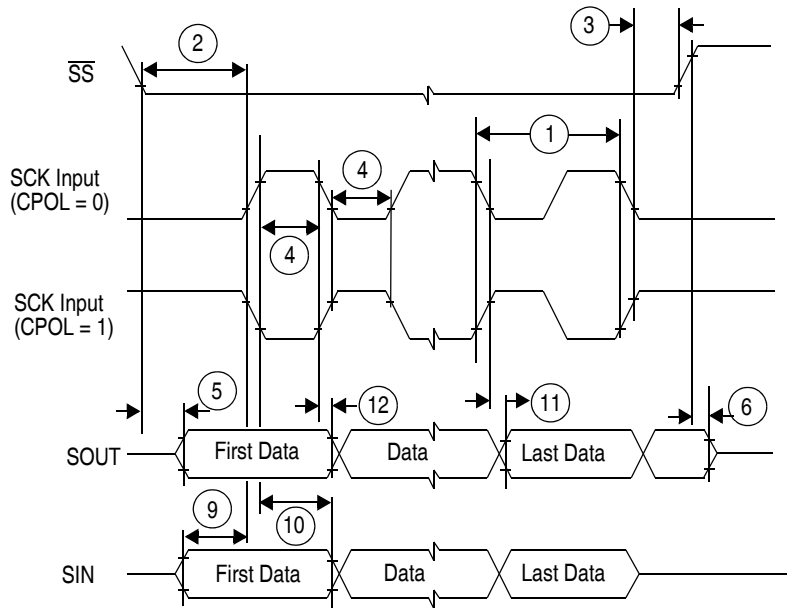 3
2
S̅S̅
1
SCK Input
(CPOL = 0)
4
4
SCK Input
(CPOL = 1)
5
12
11
6
SOUT
First Data
Data
Last Data
9
10
SIN
First Data
Data
Last Data